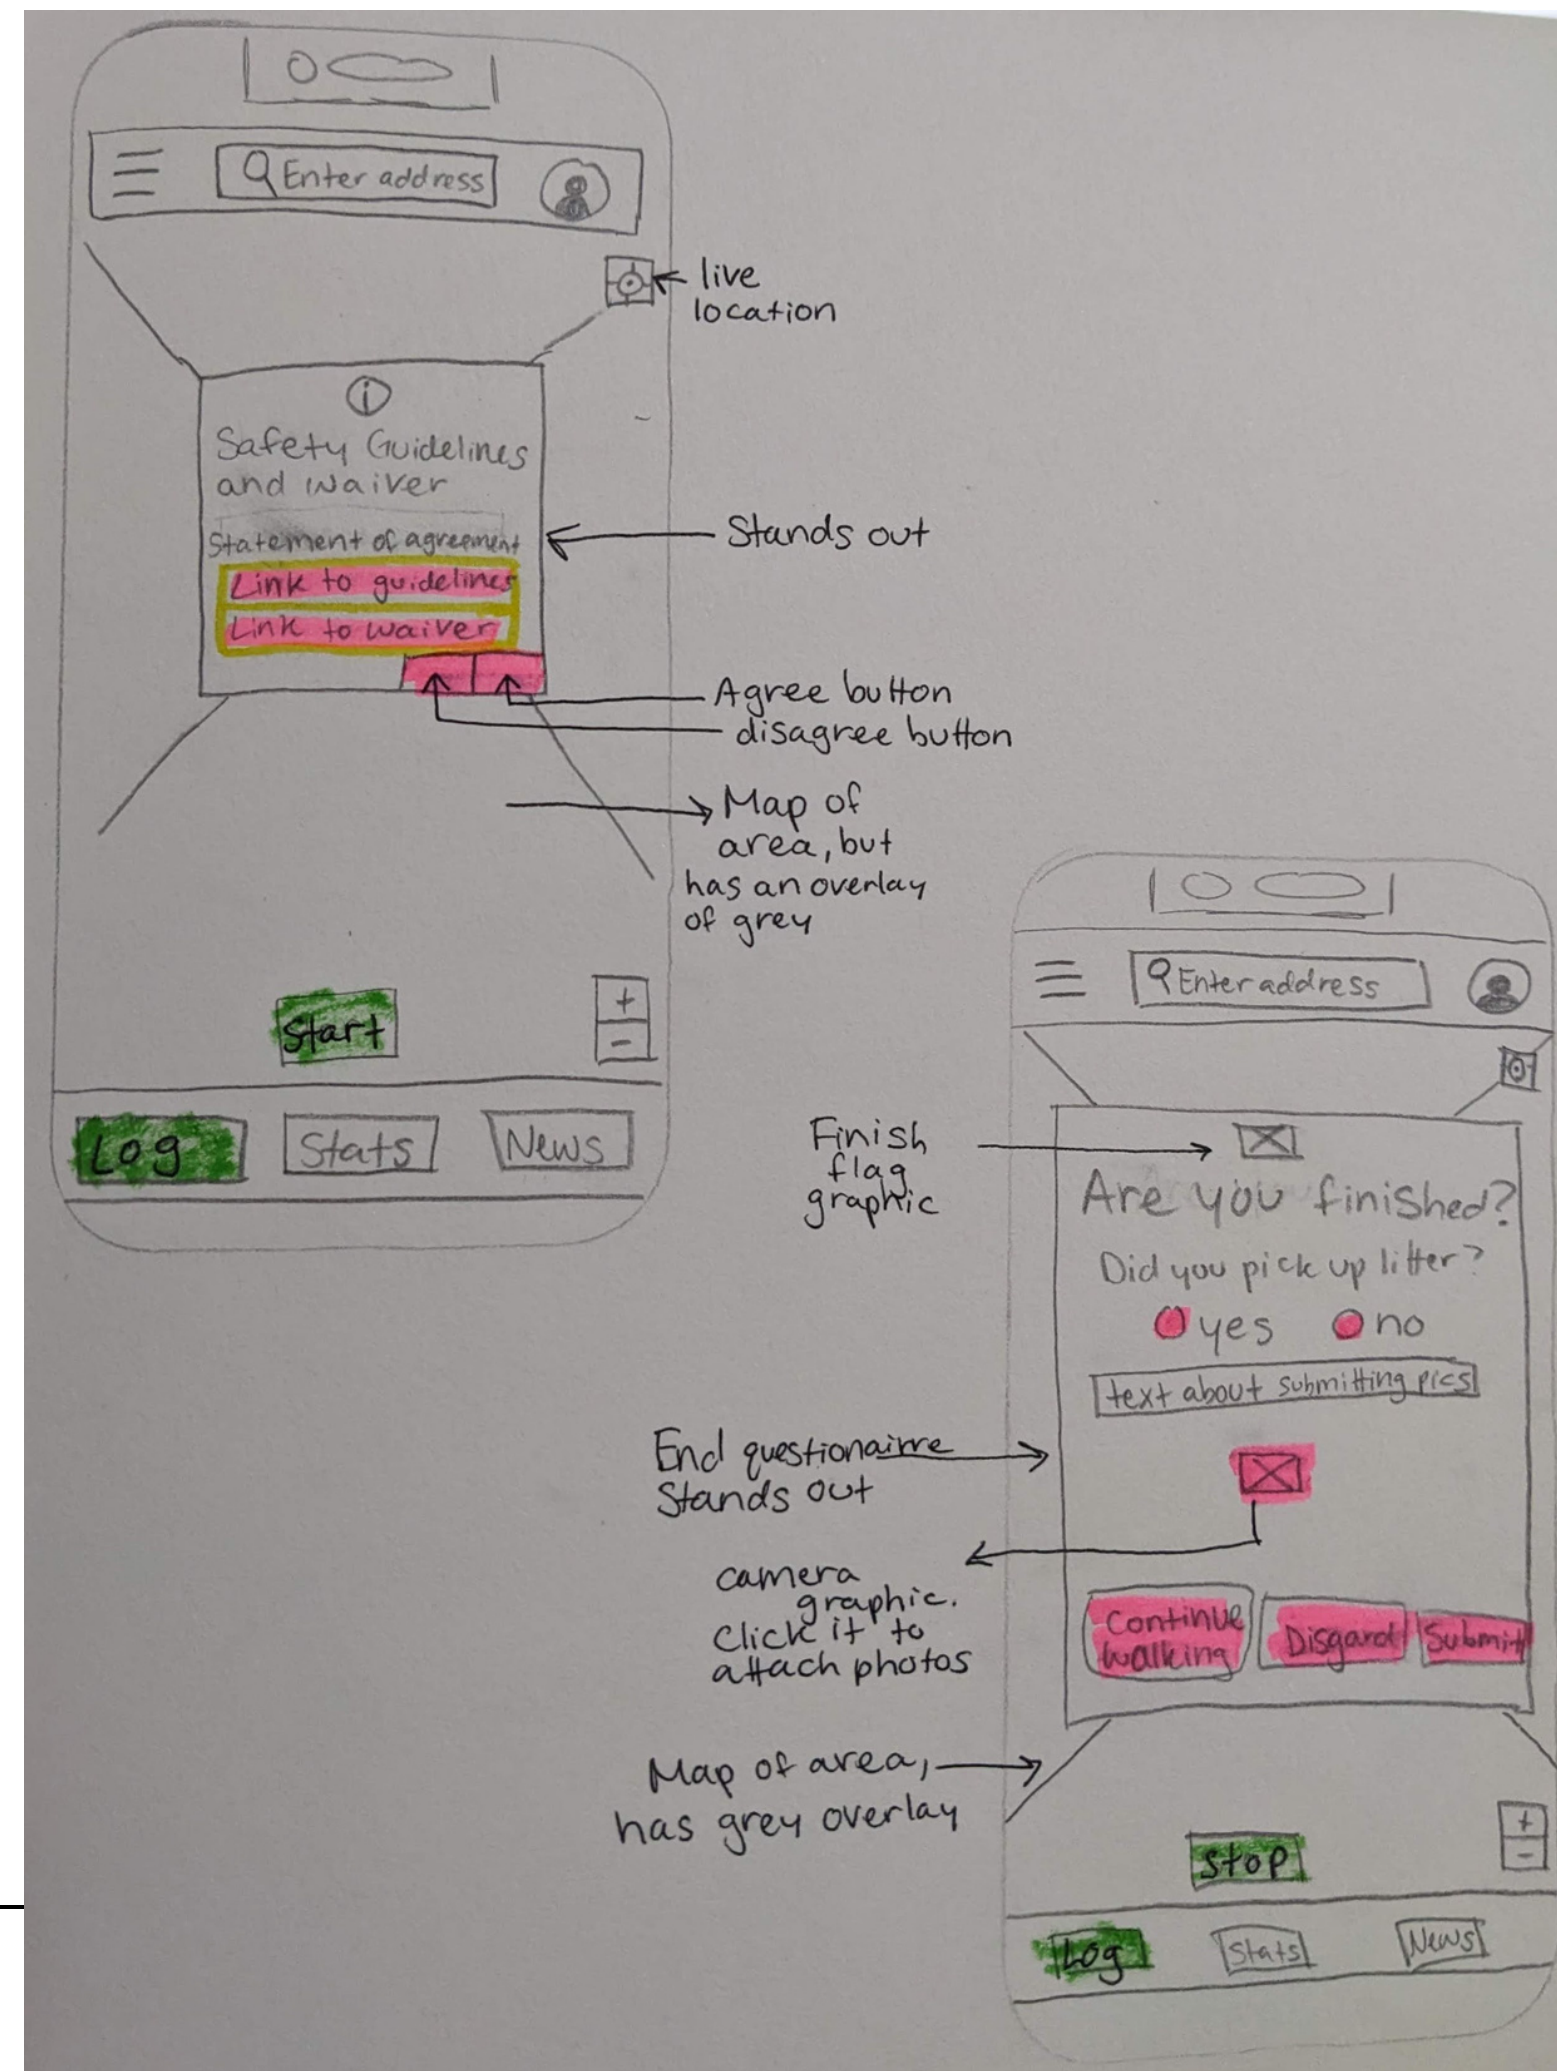 Enter address
live
location
i
Safety Guidelines
and Waiver
Statement of agreement
Link to guidelines
Link to waiver
Stands out
Agree button
disagree button
Map of
area, but
has an overlay
of grey
Start
+
-
Log
Stats
News
Enter address
Finish
flag
graphic
Are you finished?
Did you pick up litter?
yes
no
text about submitting pics
End questionairre
Stands out
camera
graphic.
Click it to
attach photos
Continue
walking
Disgard
Submit
Map of area,
has grey overlay
Stop
+
-
Log
Stats
News